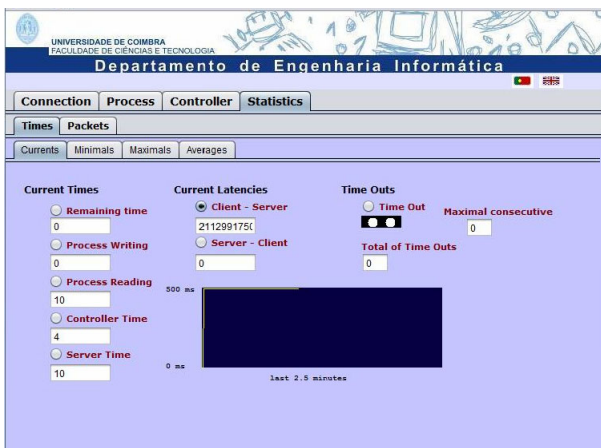 UNIVERSIDADE DE COIMBRA
FACULDADE DE CIÊNCIAS E TECNOLOGIA
Departamento de Engenharia Informática
Connection Process Controller Statistics
Times Packets
Currents Minimals Maximals Averages
Current Times
Remaining time
0
Process Writing
0
Process Reading
10
Controller Time
4
Server Time
10
Current Latencies
Client - Server
211299175(
Server - Client
0
Time Outs
Time Out
Maximal consecutive
0
Total of Time Outs
0
500 ms
0 ms
last 2.5 minutes